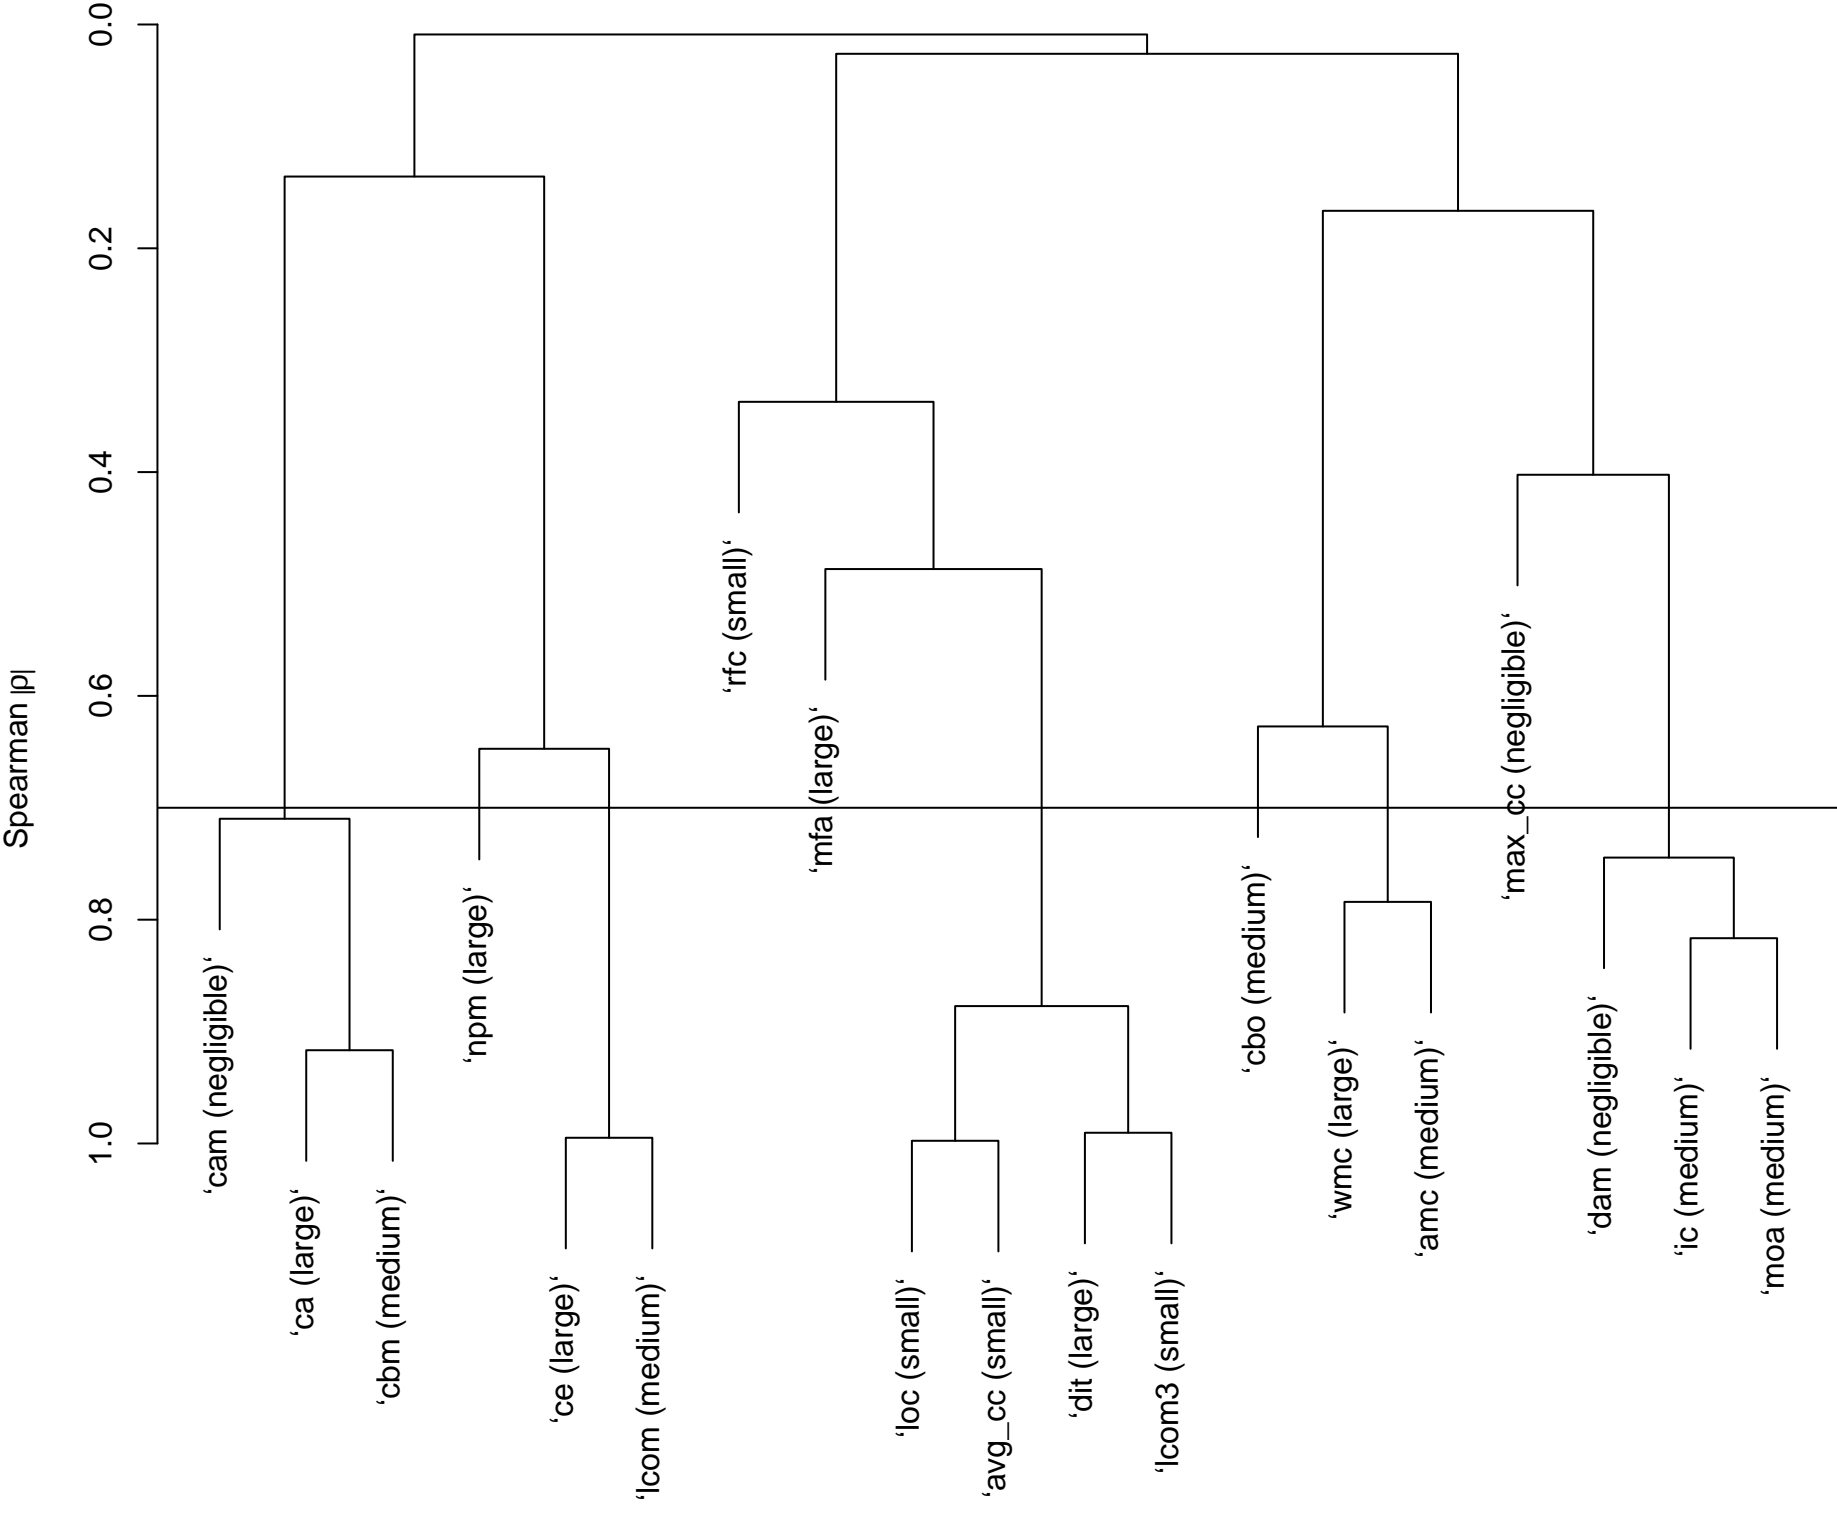 Spearman |ρ|
0.0
0.2
0.4
0.6
0.8
1.0
‘cam (negligible)‘
‘ca (large)‘
‘cbm (medium)‘
‘npm (large)‘
‘ce (large)‘
‘lcom (medium)‘
‘rfc (small)‘
‘mfa (large)‘
‘loc (small)‘
‘avg_cc (small)‘
‘dit (large)‘
‘lcom3 (small)‘
‘cbo (medium)‘
‘wmc (large)‘
‘amc (medium)‘
‘max_cc (negligible)‘
‘dam (negligible)‘
‘ic (medium)‘
‘moa (medium)‘